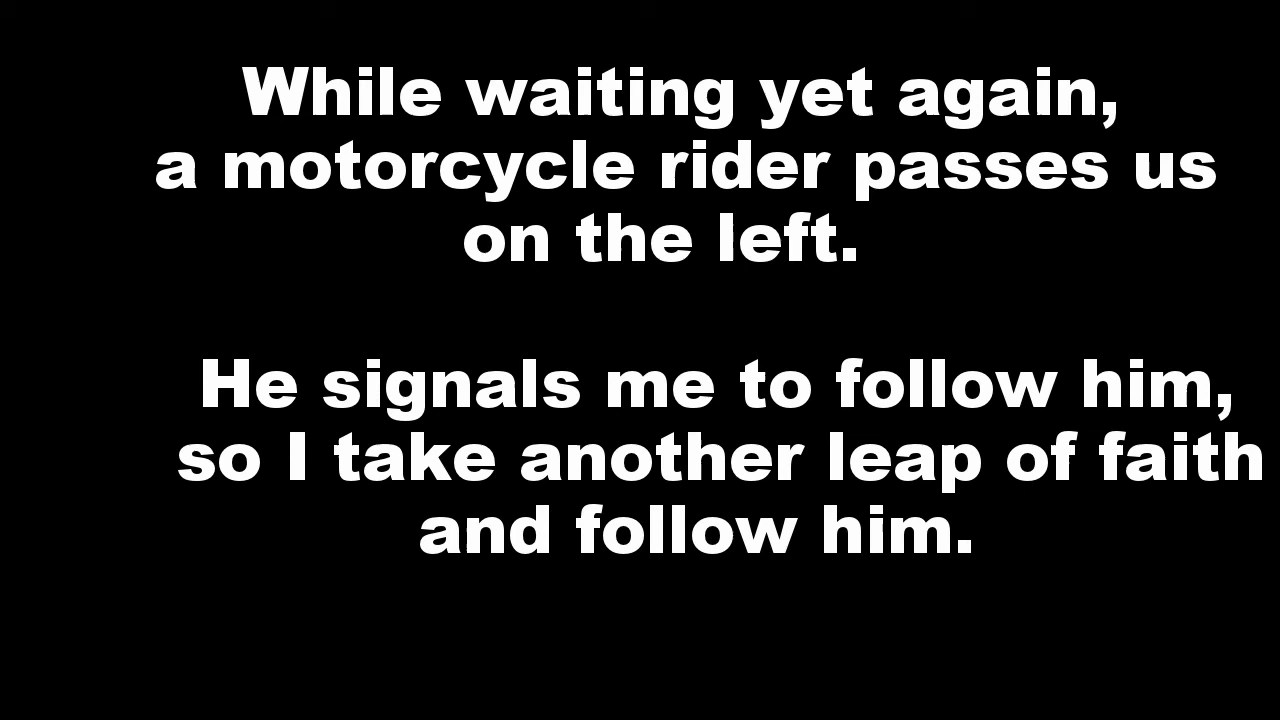 While waiting yet again,
a motorcycle rider passes us
on the left.
He signals me to follow him,
so I take another leap of faith
and follow him.